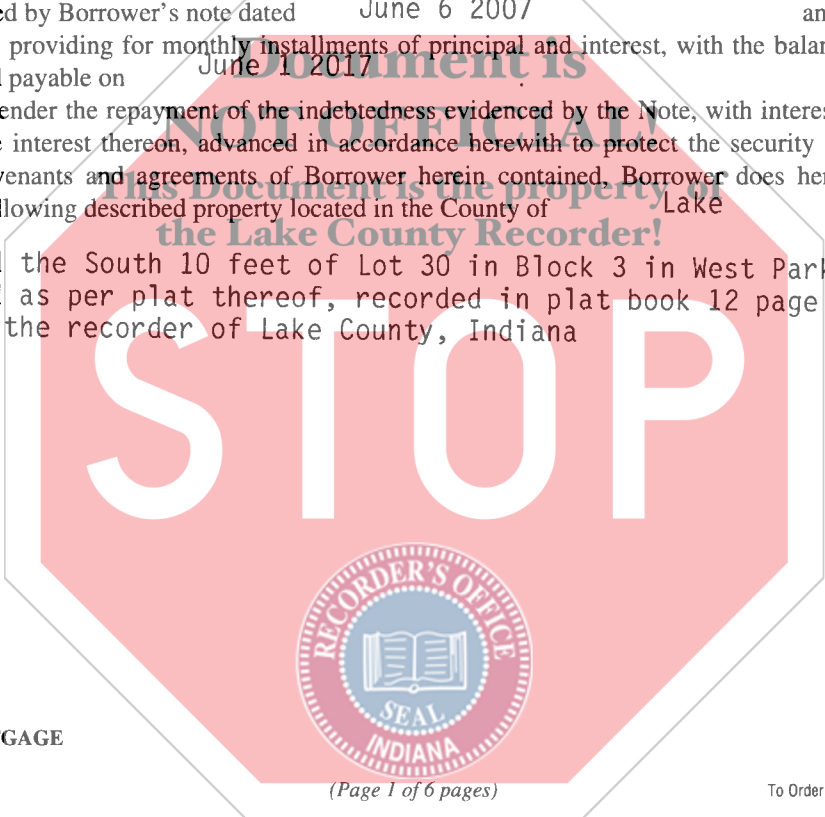 ed by Borrower's note dated June 6 2007 an
providing for monthly installments of principal and interest, with the balan
payable on June 1 2017
ender the repayment of the indebtedness evidenced by the Note, with interes
interest thereon, advanced in accordance herewith to protect the security
venants and agreements of Borrower herein contained, Borrower does her
llowing described property located in the County of Lake
Document is
NOT OFFICIAL!
This Document is the property of
the Lake County Recorder!
the South 10 feet of Lot 30 in Block 3 in West Park
as per plat thereof, recorded in plat book 12 page
the recorder of Lake County, Indiana
STOP
RECORDER'S OFFICE
SEAL
INDIANA
GAGE
(Page 1 of 6 pages)
To Order